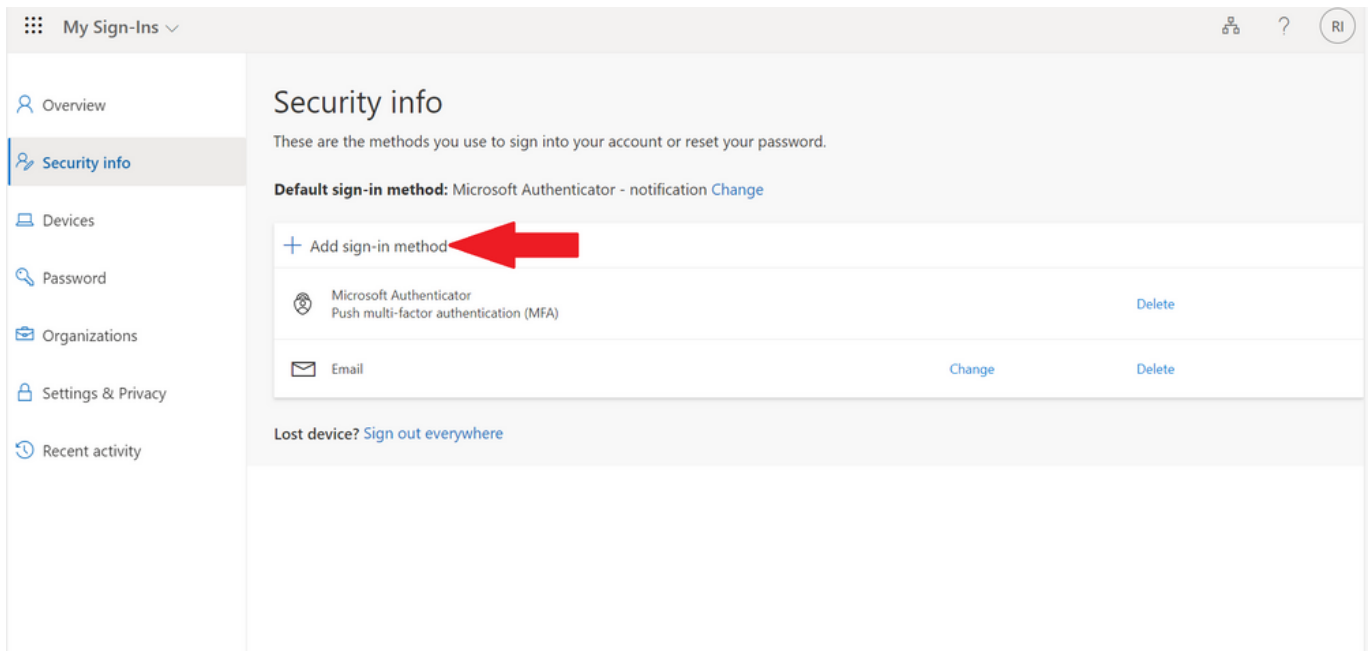 My Sign-Ins
?
RI
Overview
Security info
Devices
Password
Organizations
Settings & Privacy
Recent activity
Security info
These are the methods you use to sign into your account or reset your password.
Default sign-in method: Microsoft Authenticator - notification Change
+ Add sign-in method
Microsoft Authenticator
Push multi-factor authentication (MFA)
Delete
Email
Change
Delete
Lost device? Sign out everywhere